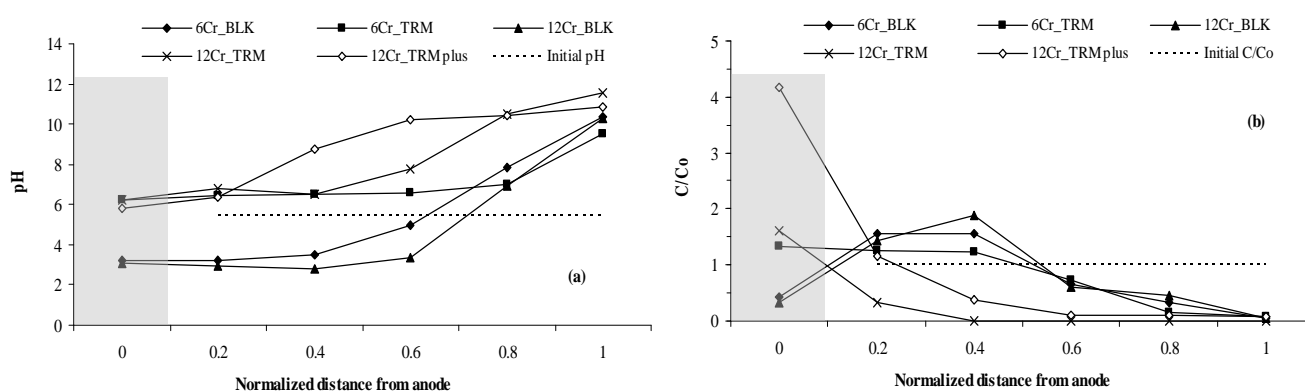 6Cr_BLK 6Cr_TRM 12Cr_BLK
12Cr_TRM 12Cr_TRM plus Initial pH
14
12
10
8
6
4
2
0
pH
(a)
0 0.2 0.4 0.6 0.8 1
Normalized distance from anode
6Cr_BLK 6Cr_TRM 12Cr_BLK
12Cr_TRM 12Cr_TRM plus Initial C/Co
5
4
3
2
1
0
C/Co
(b)
0 0.2 0.4 0.6 0.8 1
Normalized distance from anode